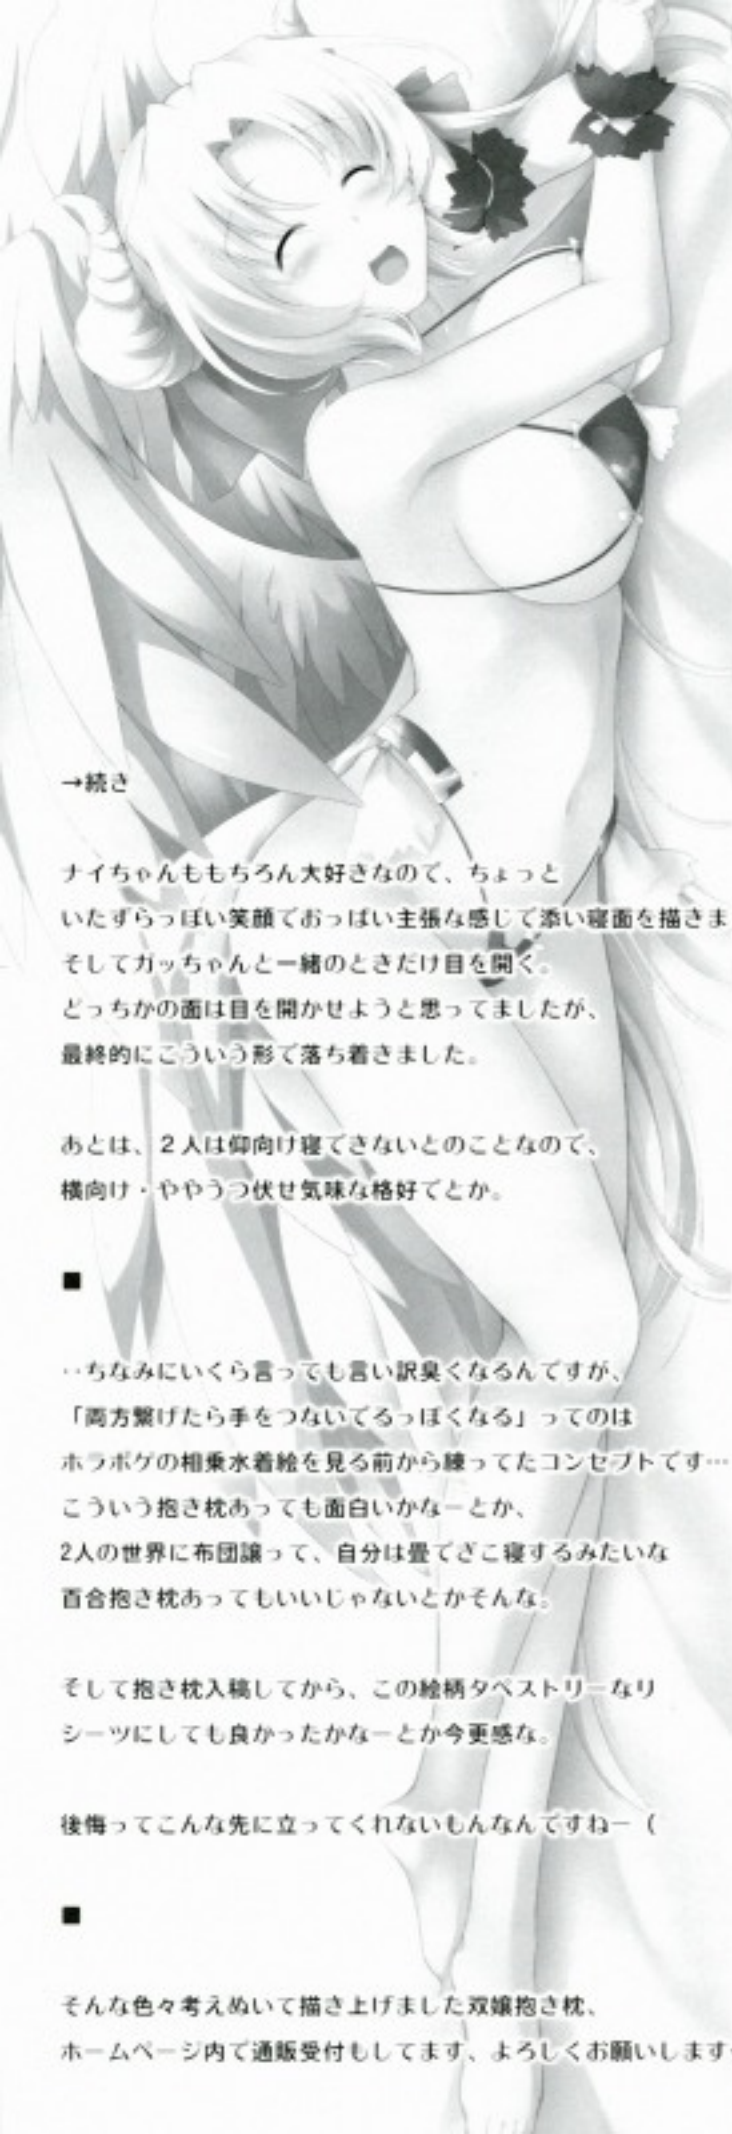 →続き
ナイちゃんももちろん大好きなので、ちょっと
いたずらっぽい笑顔でおっぱい主張な感じで添い寝面を描きま
そしてガッちゃんと一緒のときだけ目を開く。
どっちかの面は目を開かせようと思ってましたが、
最終的にこういう形で落ち着きました。
あとは、２人は仰向け寝できないとのことなので、
横向け・ややうつ伏せ気味な格好でとか。
■
‥ちなみにいくら言っても言い訳臭くなるんですが、
「両方繋げたら手をつないでるっぽくなる」ってのは
ホラボゲの相乗水着絵を見る前から練ってたコンセプトです…
こういう抱き枕あっても面白いかなーとか、
2人の世界に布団譲って、自分は畳でざこ寝するみたいな
百合抱き枕あってもいいじゃないとかそんな。
そして抱き枕入稿してから、この絵柄タペストリーなり
シーツにしても良かったかなーとか今更感な。
後悔ってこんな先に立ってくれないもんなんですねー（
■
そんな色々考えぬいて描き上げました双嬢抱き枕、
ホームページ内で通販受付もしてます、よろしくお願いします